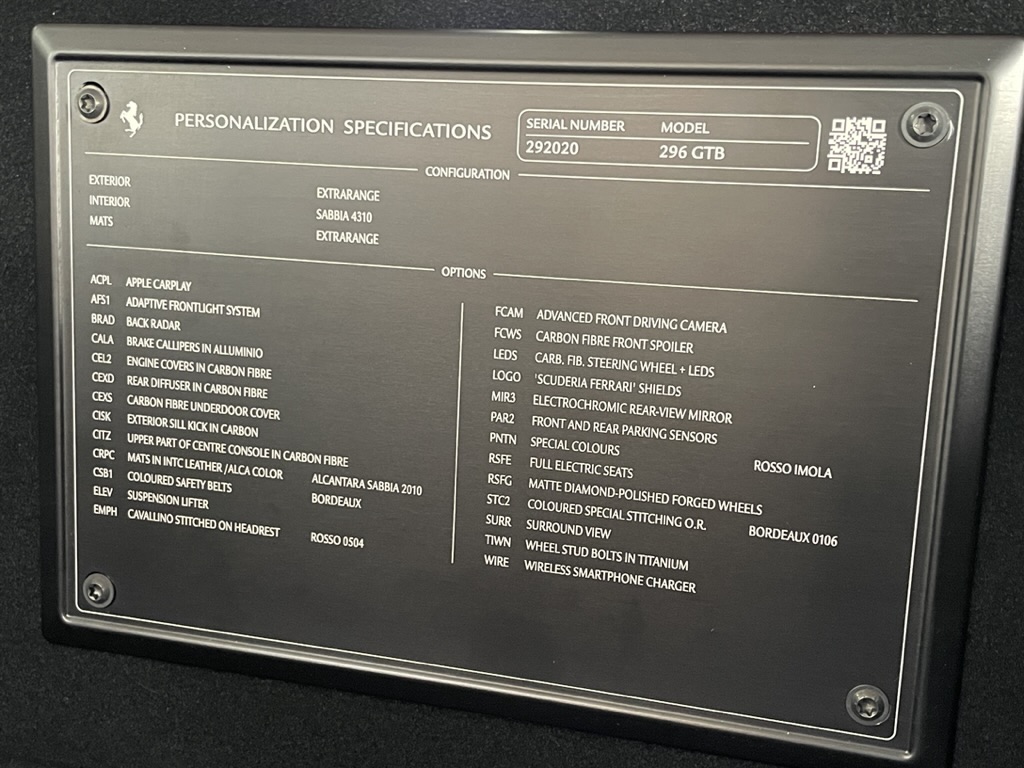 PERSONALIZATION SPECIFICATIONS
SERIAL NUMBER MODEL
292020 296 GTB
CONFIGURATION
EXTERIOR EXTRARANGE
INTERIOR SABBIA 4310
MATS EXTRARANGE
OPTIONS
ACPL APPLE CARPLAY
AFS1 ADAPTIVE FRONTLIGHT SYSTEM
BRAD BACK RADAR
CALA BRAKE CALLIPERS IN ALLUMINIO
CEL2 ENGINE COVERS IN CARBON FIBRE
CEXD REAR DIFFUSER IN CARBON FIBRE
CEXS CARBON FIBRE UNDERDOOR COVER
CISK EXTERIOR SILL KICK IN CARBON
CITZ UPPER PART OF CENTRE CONSOLE IN CARBON FIBRE
CRPC MATS IN INTC LEATHER /ALCA COLOR ALCANTARA SABBIA 2010
CSB1 COLOURED SAFETY BELTS BORDEAUX
ELEV SUSPENSION LIFTER
EMPH CAVALLINO STITCHED ON HEADREST ROSSO 0504
FCAM ADVANCED FRONT DRIVING CAMERA
FCWS CARBON FIBRE FRONT SPOILER
LEDS CARB. FIB. STEERING WHEEL + LEDS
LOGO 'SCUDERIA FERRARI' SHIELDS
MIR3 ELECTROCHROMIC REAR-VIEW MIRROR
PAR2 FRONT AND REAR PARKING SENSORS
PNTN SPECIAL COLOURS ROSSO IMOLA
RSFE FULL ELECTRIC SEATS
RSFG MATTE DIAMOND-POLISHED FORGED WHEELS
STC2 COLOURED SPECIAL STITCHING O.R. BORDEAUX 0106
SURR SURROUND VIEW
TIWN WHEEL STUD BOLTS IN TITANIUM
WIRE WIRELESS SMARTPHONE CHARGER